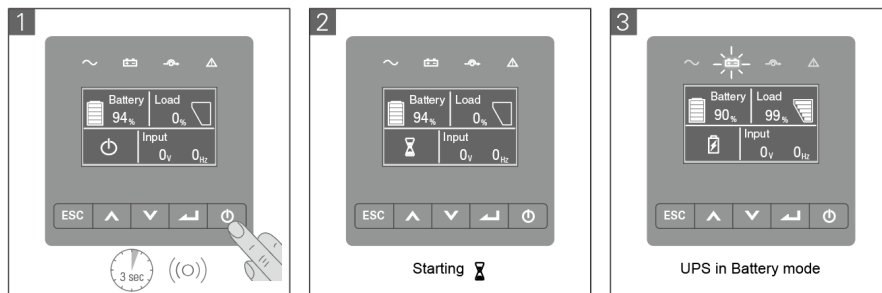 1
Battery Load
94% 0%
Input
0V 0Hz
ESC
3 sec
2
Battery Load
94% 0%
Input
0V 0Hz
ESC
Starting
3
Battery Load
90% 99%
Input
0V 0Hz
ESC
UPS in Battery mode